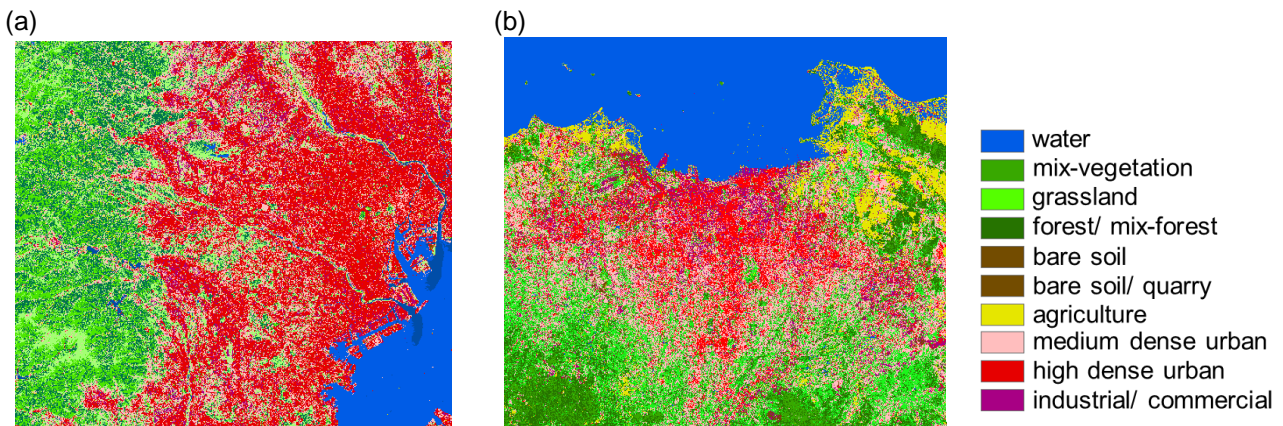 (a)
(b)
water
mix-vegetation
grassland
forest/ mix-forest
bare soil
bare soil/ quarry
agriculture
medium dense urban
high dense urban
industrial/ commercial